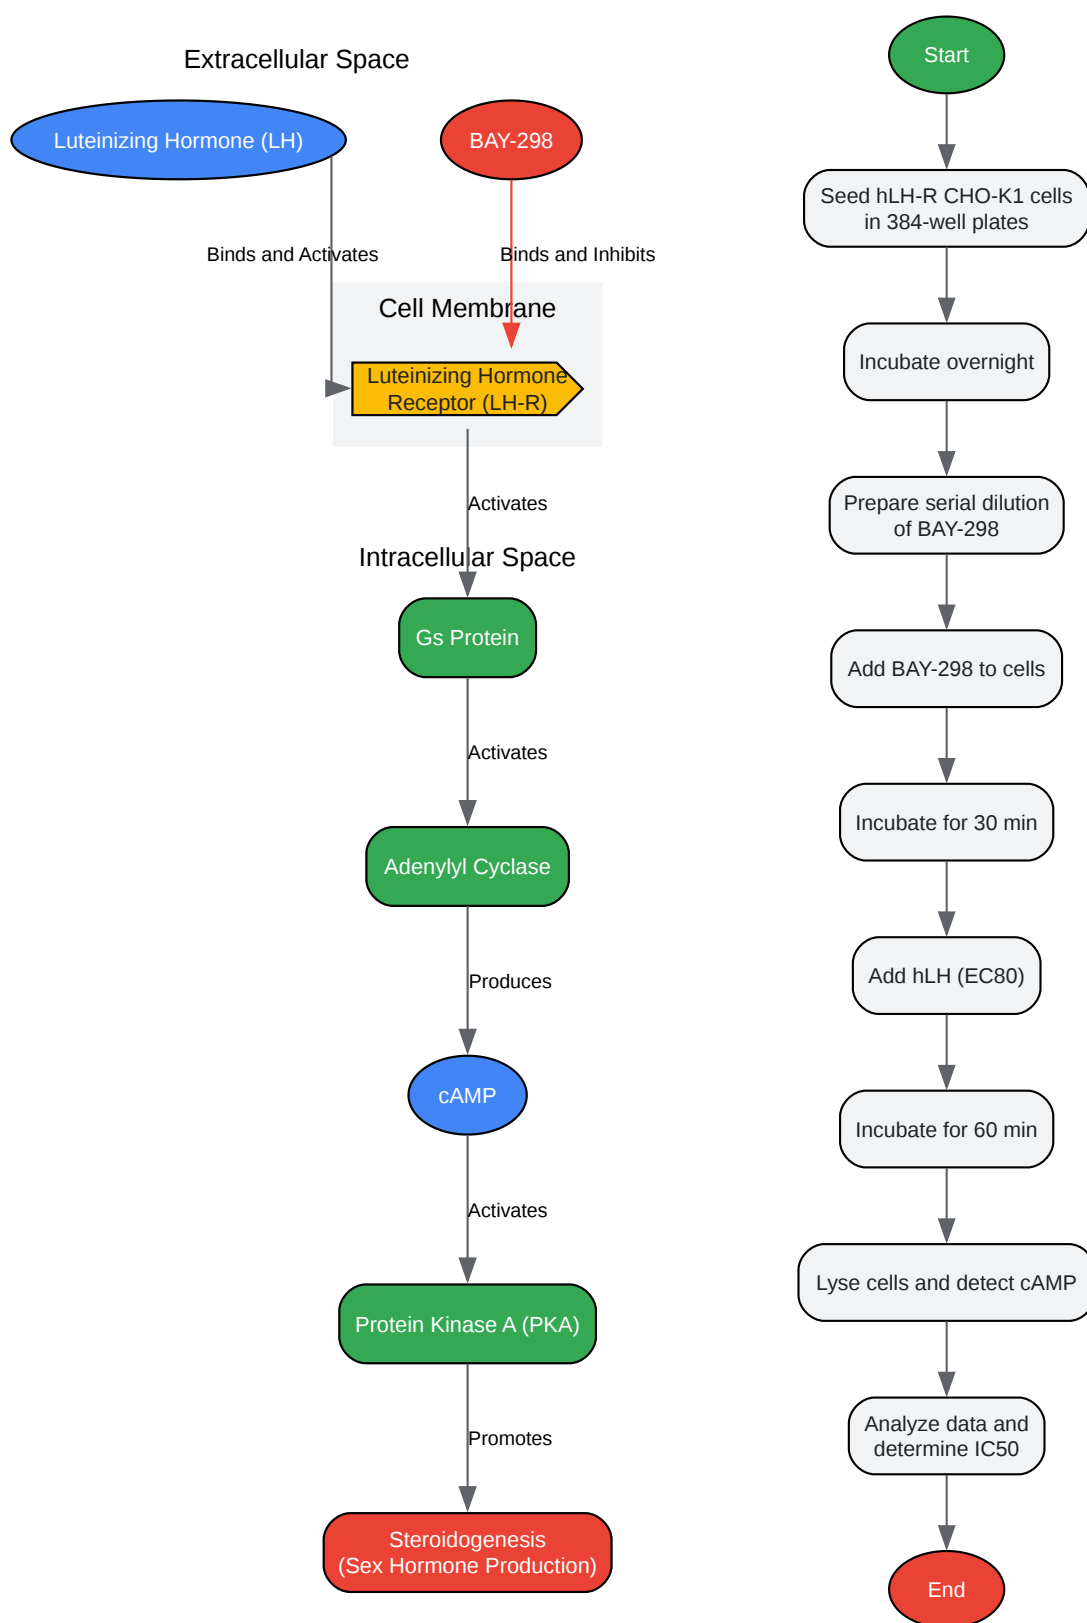 Extracellular Space
Luteinizing Hormone (LH)
BAY-298
Binds and Activates
Binds and Inhibits
Cell Membrane
Luteinizing Hormone
Receptor (LH-R)
Activates
Intracellular Space
Gs Protein
Activates
Adenylyl Cyclase
Produces
cAMP
Activates
Protein Kinase A (PKA)
Promotes
Steroidogenesis
(Sex Hormone Production)
Start
Seed hLH-R CHO-K1 cells
in 384-well plates
Incubate overnight
Prepare serial dilution
of BAY-298
Add BAY-298 to cells
Incubate for 30 min
Add hLH (EC80)
Incubate for 60 min
Lyse cells and detect cAMP
Analyze data and
determine IC50
End